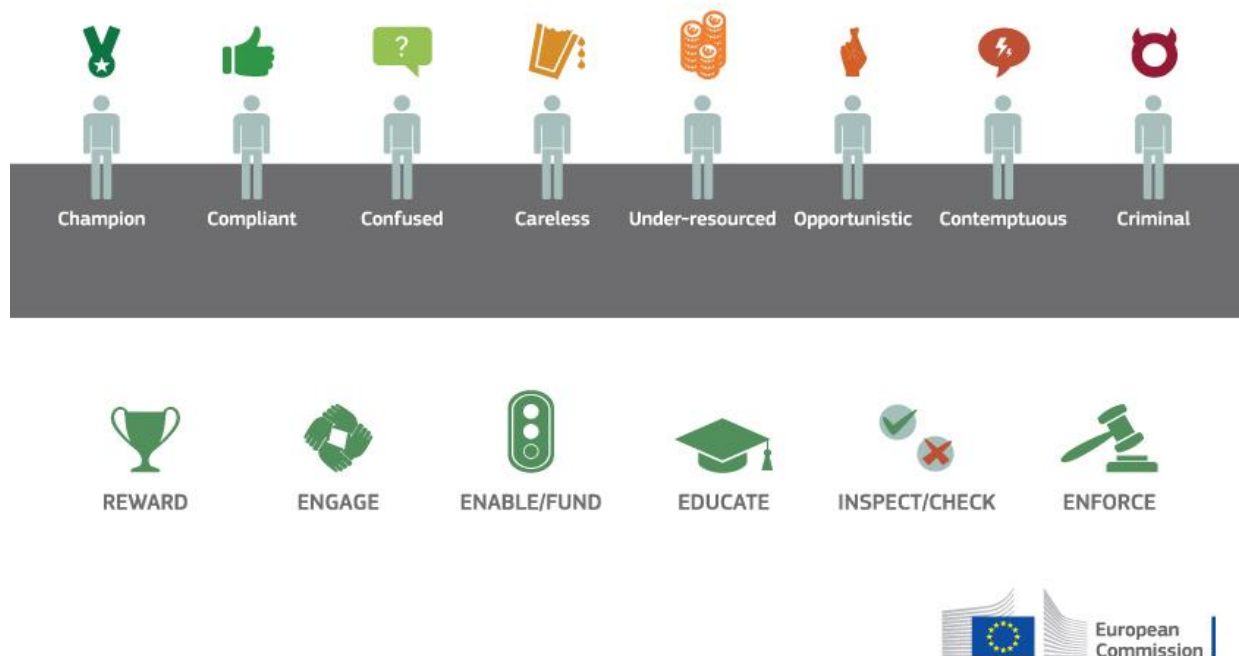 ?
Champion Compliant Confused Careless Under-resourced Opportunistic Contemptuous Criminal
REWARD ENGAGE ENABLE/FUND EDUCATE INSPECT/CHECK ENFORCE
European
Commission